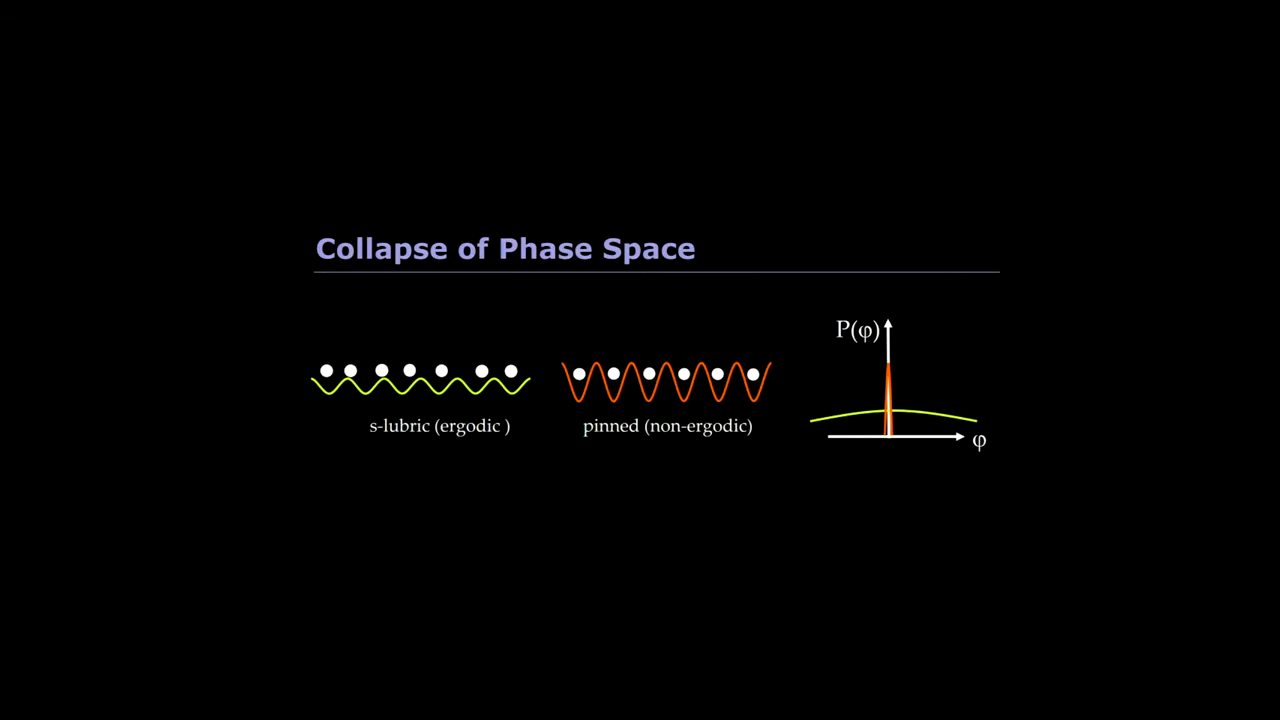 Collapse of Phase Space
P(φ)
s-lubric (ergodic )
pinned (non-ergodic)
φ